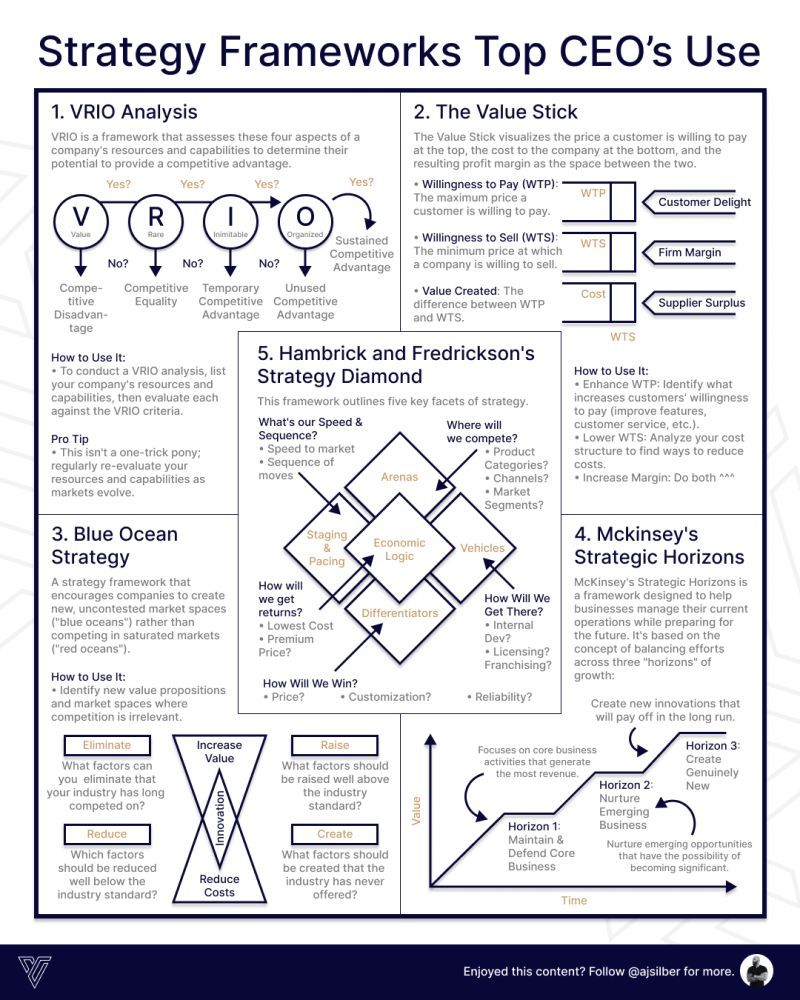 Strategy Frameworks Top CEO's Use
1. VRIO Analysis
VRIO is a framework that assesses these four aspects of a
company's resources and capabilities to determine their
potential to provide a competitive advantage.
Yes?
Yes?
Yes?
Yes?
V
Value
R
Rare
I
Inimitable
O
Organized
No?
No?
No?
Compe-
titive
Disadvan-
tage
Competitive
Equality
Temporary
Competitive
Advantage
Unused
Competitive
Advantage
Sustained
Competitive
Advantage
How to Use It:
• To conduct a VRIO analysis, list
your company's resources and
capabilities, then evaluate each
against the VRIO criteria.
Pro Tip
• This isn't a one-trick pony;
regularly re-evaluate your
resources and capabilities as
markets evolve.
2. The Value Stick
The Value Stick visualizes the price a customer is willing to pay
at the top, the cost to the company at the bottom, and the
resulting profit margin as the space between the two.
• Willingness to Pay (WTP):
The maximum price a
customer is willing to pay.
• Willingness to Sell (WTS):
The minimum price at which
a company is willing to sell.
• Value Created: The
difference between WTP
and WTS.
WTP
Customer Delight
WTS
Firm Margin
Cost
Supplier Surplus
WTS
How to Use It:
• Enhance WTP: Identify what
increases customers' willingness
to pay (improve features,
customer service, etc.).
• Lower WTS: Analyze your cost
structure to find ways to reduce
costs.
• Increase Margin: Do both ^^^
5. Hambrick and Fredrickson's
Strategy Diamond
This framework outlines five key facets of strategy.
What's our Speed &
Sequence?
• Speed to market
• Sequence of
moves
Where will
we compete?
• Product
Categories?
• Channels?
• Market
Segments?
Arenas
Staging
&
Pacing
Economic
Logic
Vehicles
Differentiators
How will
we get
returns?
• Lowest Cost
• Premium
Price?
How Will We
Get There?
• Internal
Dev?
• Licensing?
Franchising?
How Will We Win?
• Price?
• Customization?
• Reliability?
3. Blue Ocean
Strategy
A strategy framework that
encourages companies to create
new, uncontested market spaces
("blue oceans") rather than
competing in saturated markets
("red oceans").
How to Use It:
• Identify new value propositions
and market spaces where
competition is irrelevant.
Eliminate
What factors can
you eliminate that
your industry has long
competed on?
Reduce
Which factors
should be reduced
well below the
industry standard?
Increase
Value
Innovation
Reduce
Costs
Raise
What factors should
be raised well above
the industry
standard?
Create
What factors should
be created that the
industry has never
offered?
4. Mckinsey's
Strategic Horizons
McKinsey's Strategic Horizons is
a framework designed to help
businesses manage their current
operations while preparing for
the future. It's based on the
concept of balancing efforts
across three "horizons" of
growth:
Create new innovations that
will pay off in the long run.
Focuses on core business
activities that generate
the most revenue.
Horizon 3:
Create
Genuinely
New
Horizon 2:
Nurture
Emerging
Business
Horizon 1:
Maintain &
Defend Core
Business
Nurture emerging opportunities
that have the possibility of
becoming significant.
Value
Time
Enjoyed this content? Follow @ajsilber for more.